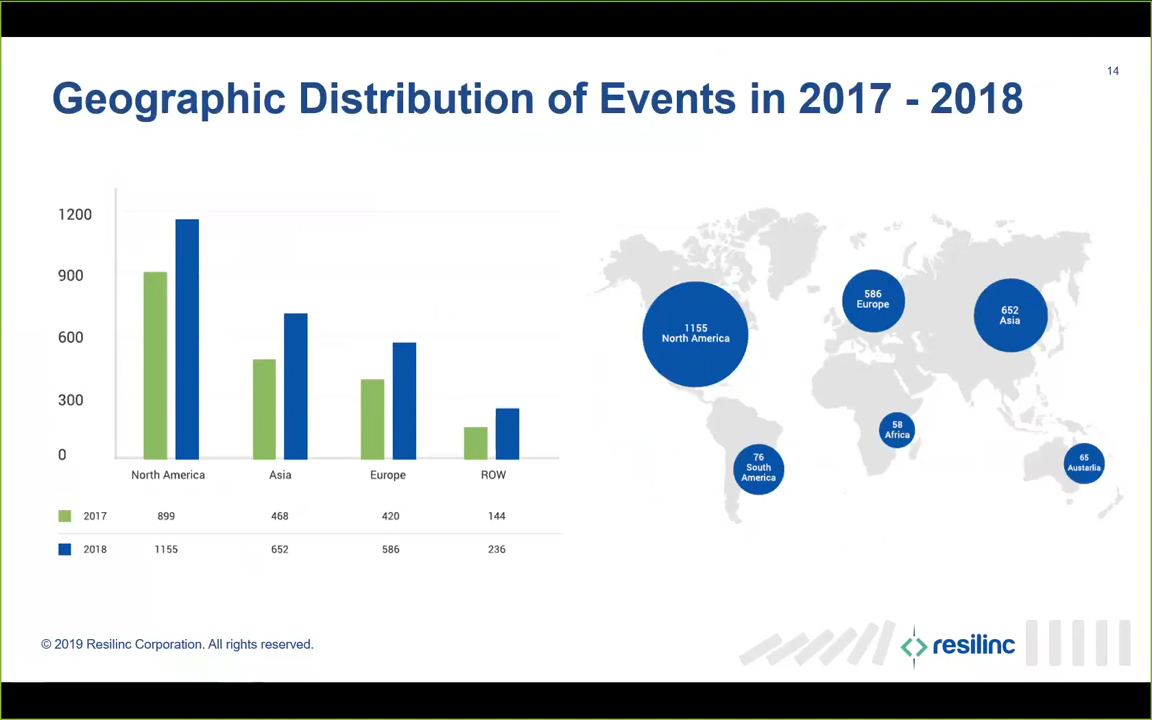 14
Geographic Distribution of Events in 2017 - 2018
1200
900
600
300
0
North America Asia Europe ROW
2017 899 468 420 144
2018 1155 652 586 236
1155
North America
586
Europe
652
Asia
58
Africa
76
South
America
65
Austarlia
© 2019 Resilinc Corporation. All rights reserved.
resilinc